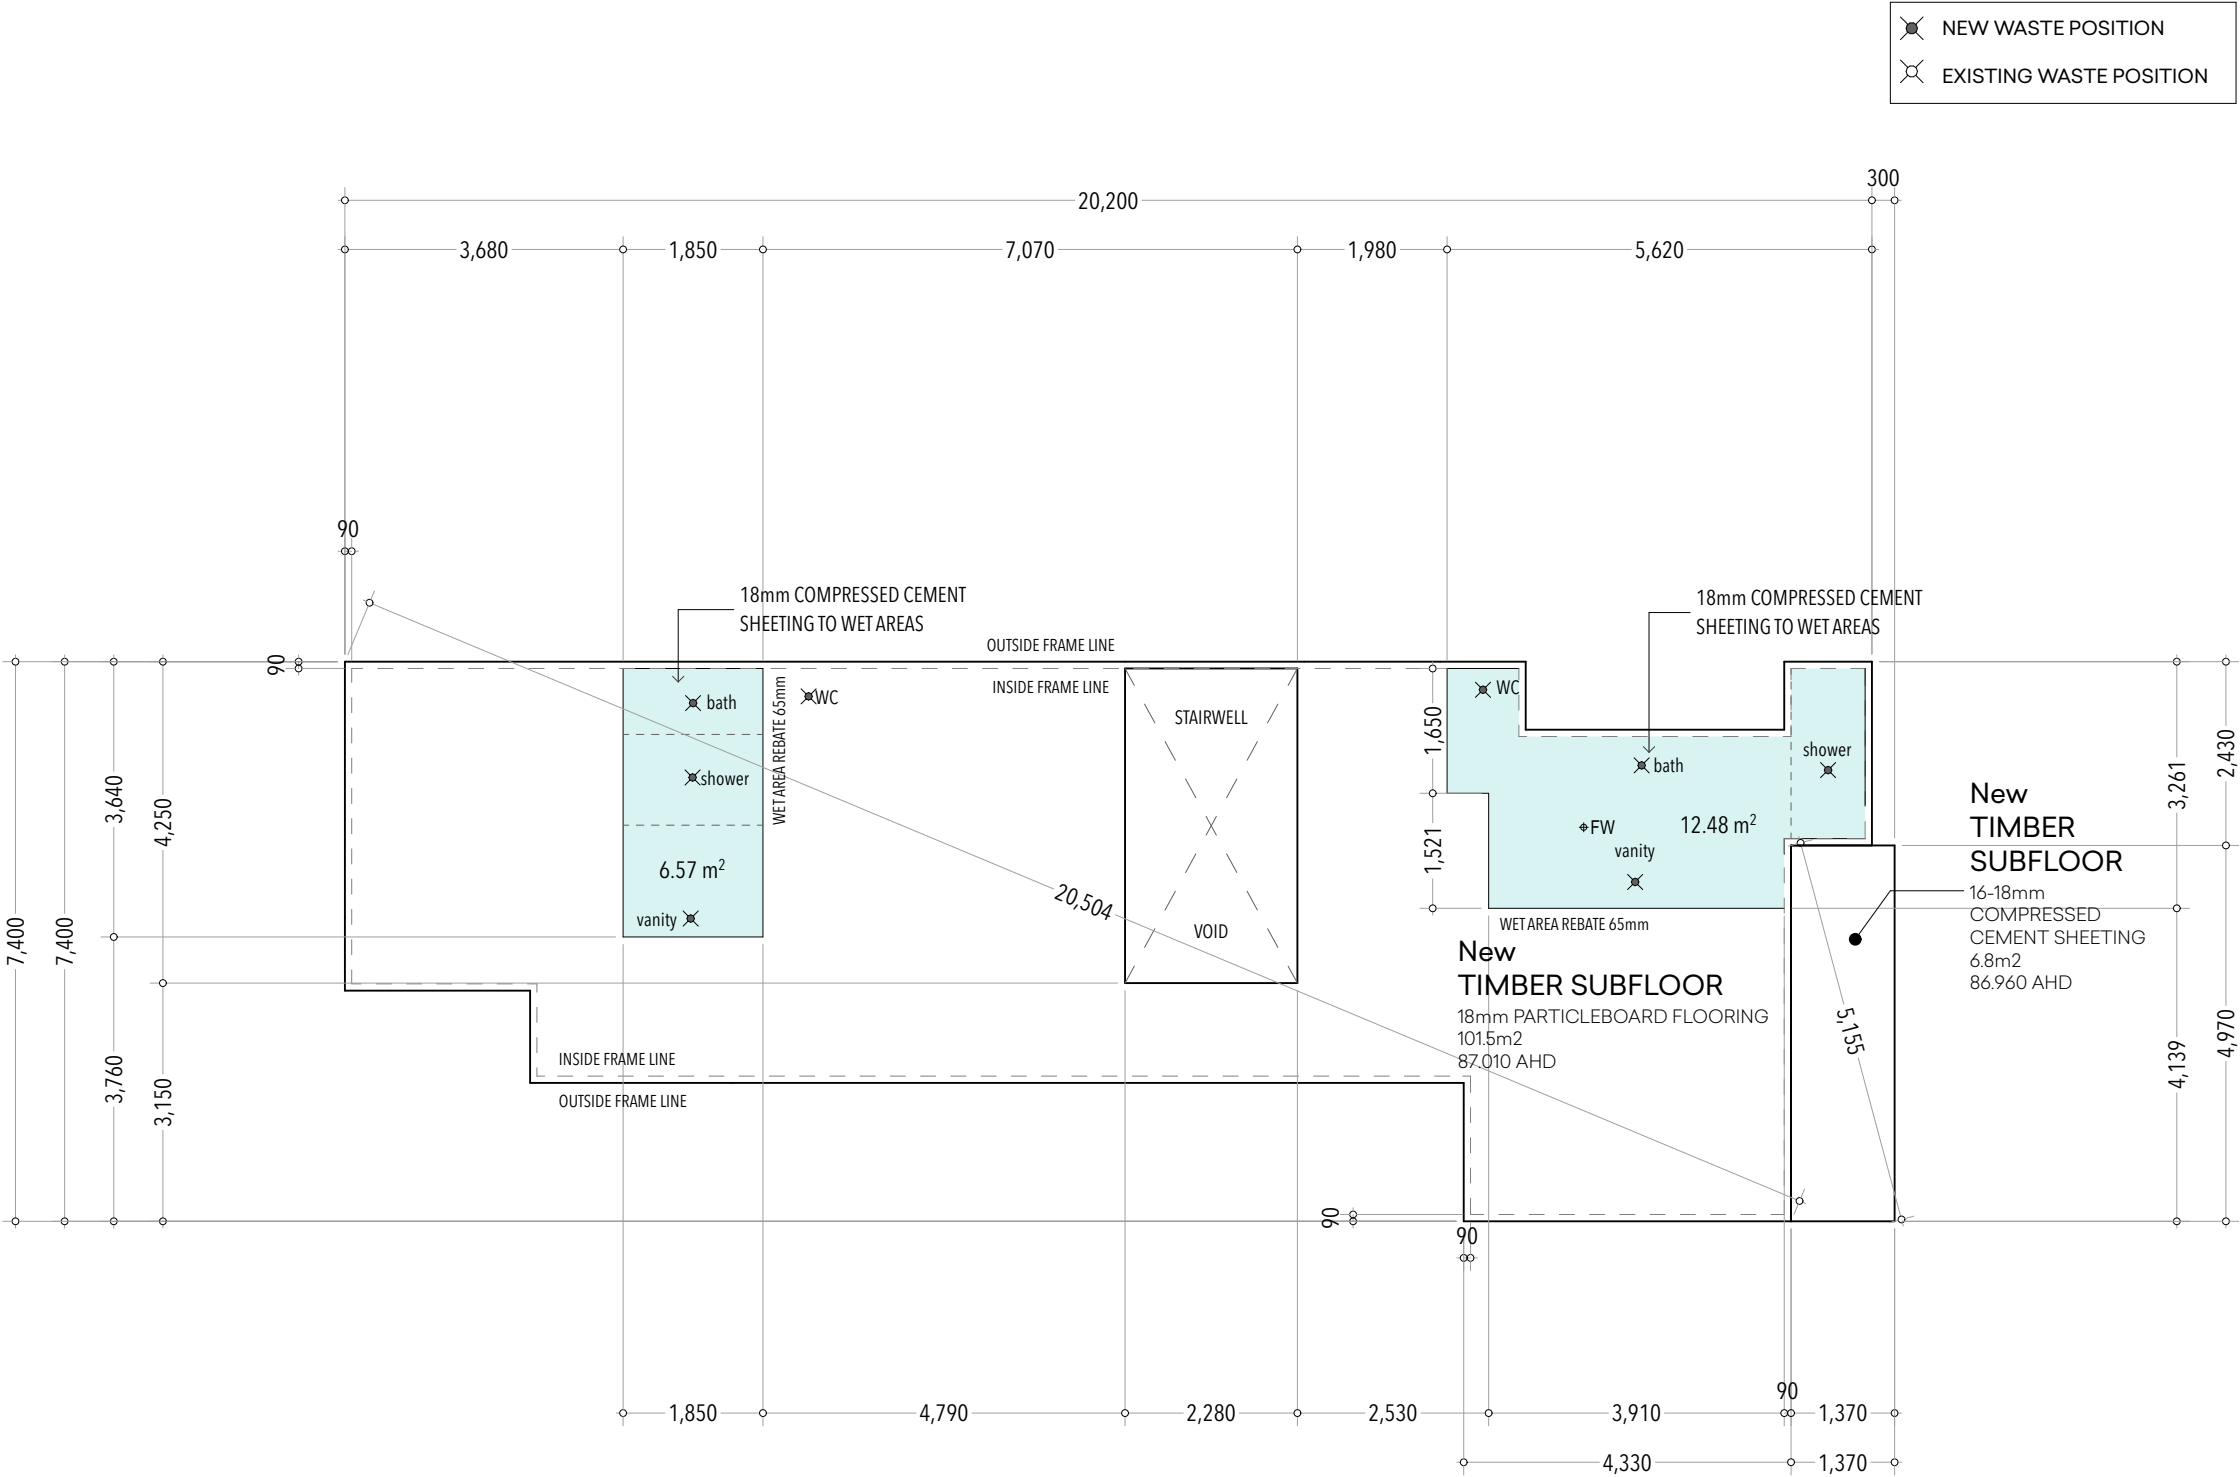 NEW WASTE POSITION
EXISTING WASTE POSITION
300
20,200
3,680
1,850
7,070
1,980
5,620
90
18mm COMPRESSED CEMENT
SHEETING TO WET AREAS
18mm COMPRESSED CEMENT
SHEETING TO WET AREAS
OUTSIDE FRAME LINE
INSIDE FRAME LINE
90
bath
WC
WET AREA REBATE 65mm
shower
6.57 m²
vanity
STAIRWELL
VOID
WC
1,650
1,521
bath
shower
FW
12.48 m²
vanity
WET AREA REBATE 65mm
3,640
4,250
7,400
7,400
3,760
3,150
20,504
3,261
2,430
4,139
4,970
New
TIMBER
SUBFLOOR
16-18mm
COMPRESSED
CEMENT SHEETING
6.8m2
86.960 AHD
New
TIMBER SUBFLOOR
18mm PARTICLEBOARD FLOORING
101.5m2
87.010 AHD
5,155
INSIDE FRAME LINE
OUTSIDE FRAME LINE
90
90
90
1,850
4,790
2,280
2,530
3,910
1,370
4,330
1,370